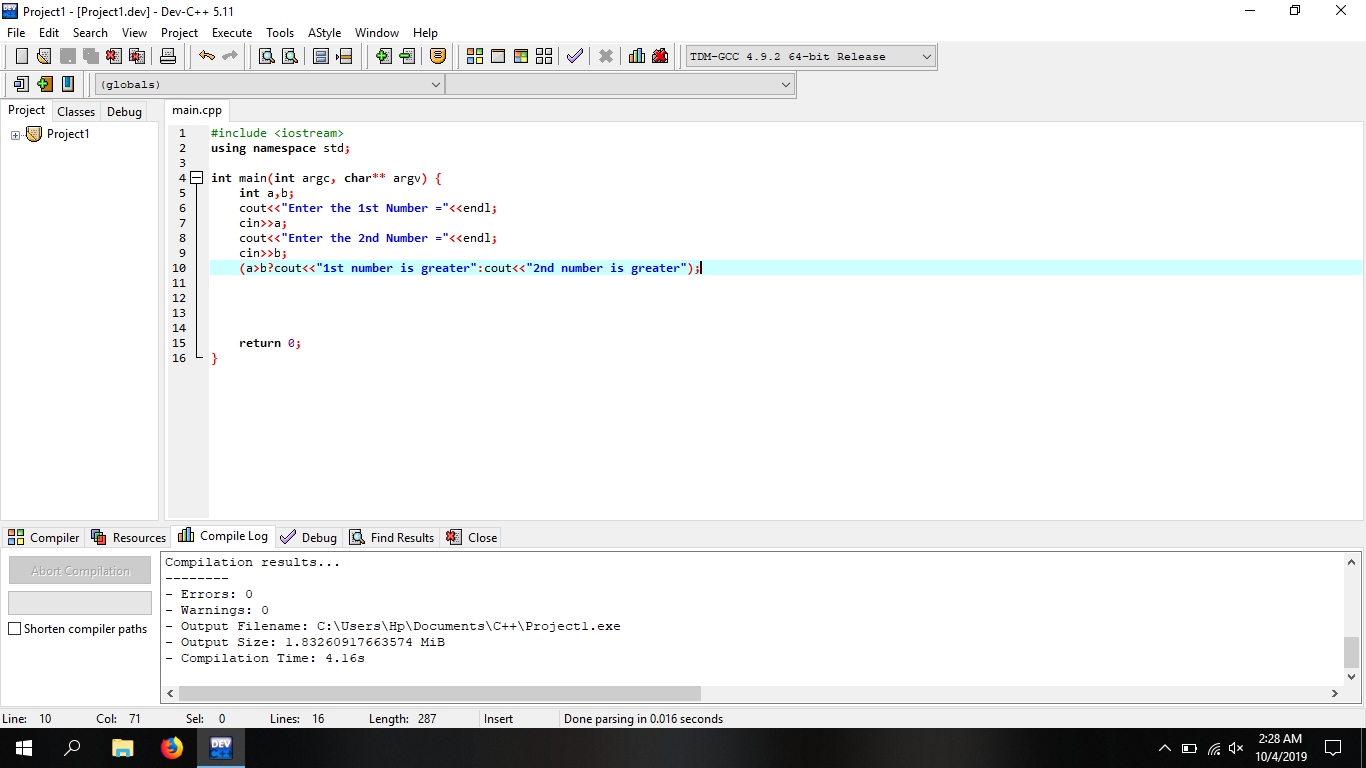 Project1 - [Project1.dev] - Dev-C++ 5.11
File Edit Search View Project Execute Tools AStyle Window Help
TDM-GCC 4.9.2 64-bit Release
(globals)
Project Classes Debug
main.cpp
Project1
1 #include <iostream>
2 using namespace std;
3
4 int main(int argc, char** argv) {
5 int a,b;
6 cout<<"Enter the 1st Number ="<<endl;
7 cin>>a;
8 cout<<"Enter the 2nd Number ="<<endl;
9 cin>>b;
10 (a>b?cout<<"1st number is greater":cout<<"2nd number is greater");
11
12
13
14
15 return 0;
16 }
Compiler Resources Compile Log Debug Find Results Close
Abort Compilation
Shorten compiler paths
Compilation results...
--------
- Errors: 0
- Warnings: 0
- Output Filename: C:\Users\Hp\Documents\C++\Project1.exe
- Output Size: 1.83260917663574 MiB
- Compilation Time: 4.16s
Line: 10 Col: 71 Sel: 0 Lines: 16 Length: 287 Insert Done parsing in 0.016 seconds
DEV
2:28 AM
10/4/2019